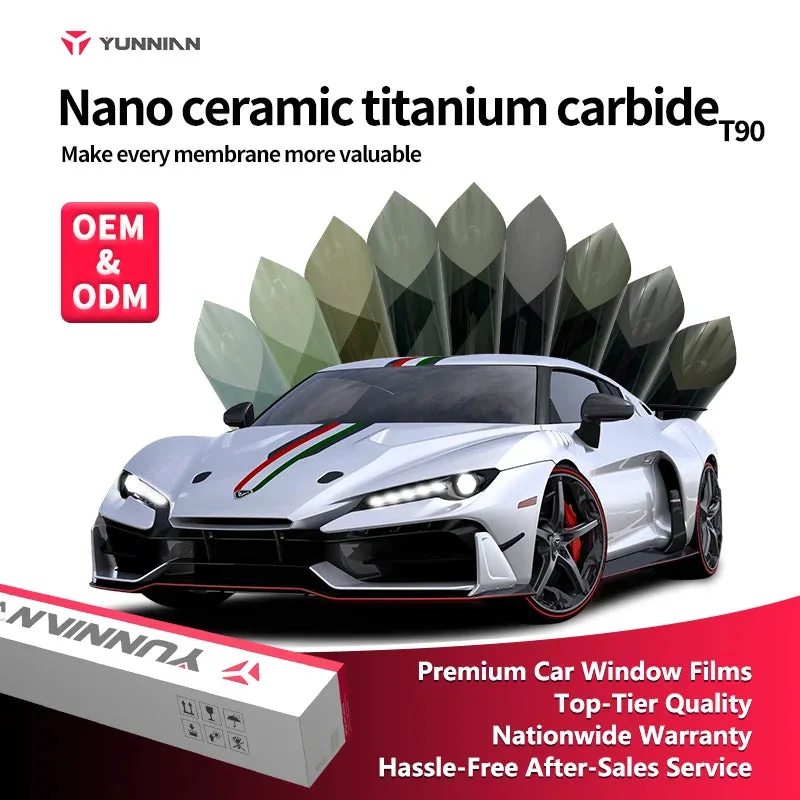 YUNNIAN
Nano ceramic titanium carbide T90
Make every membrane more valuable
OEM
&
ODM
YUNNIAN
Premium Car Window Films
Top-Tier Quality
Nationwide Warranty
Hassle-Free After-Sales Service